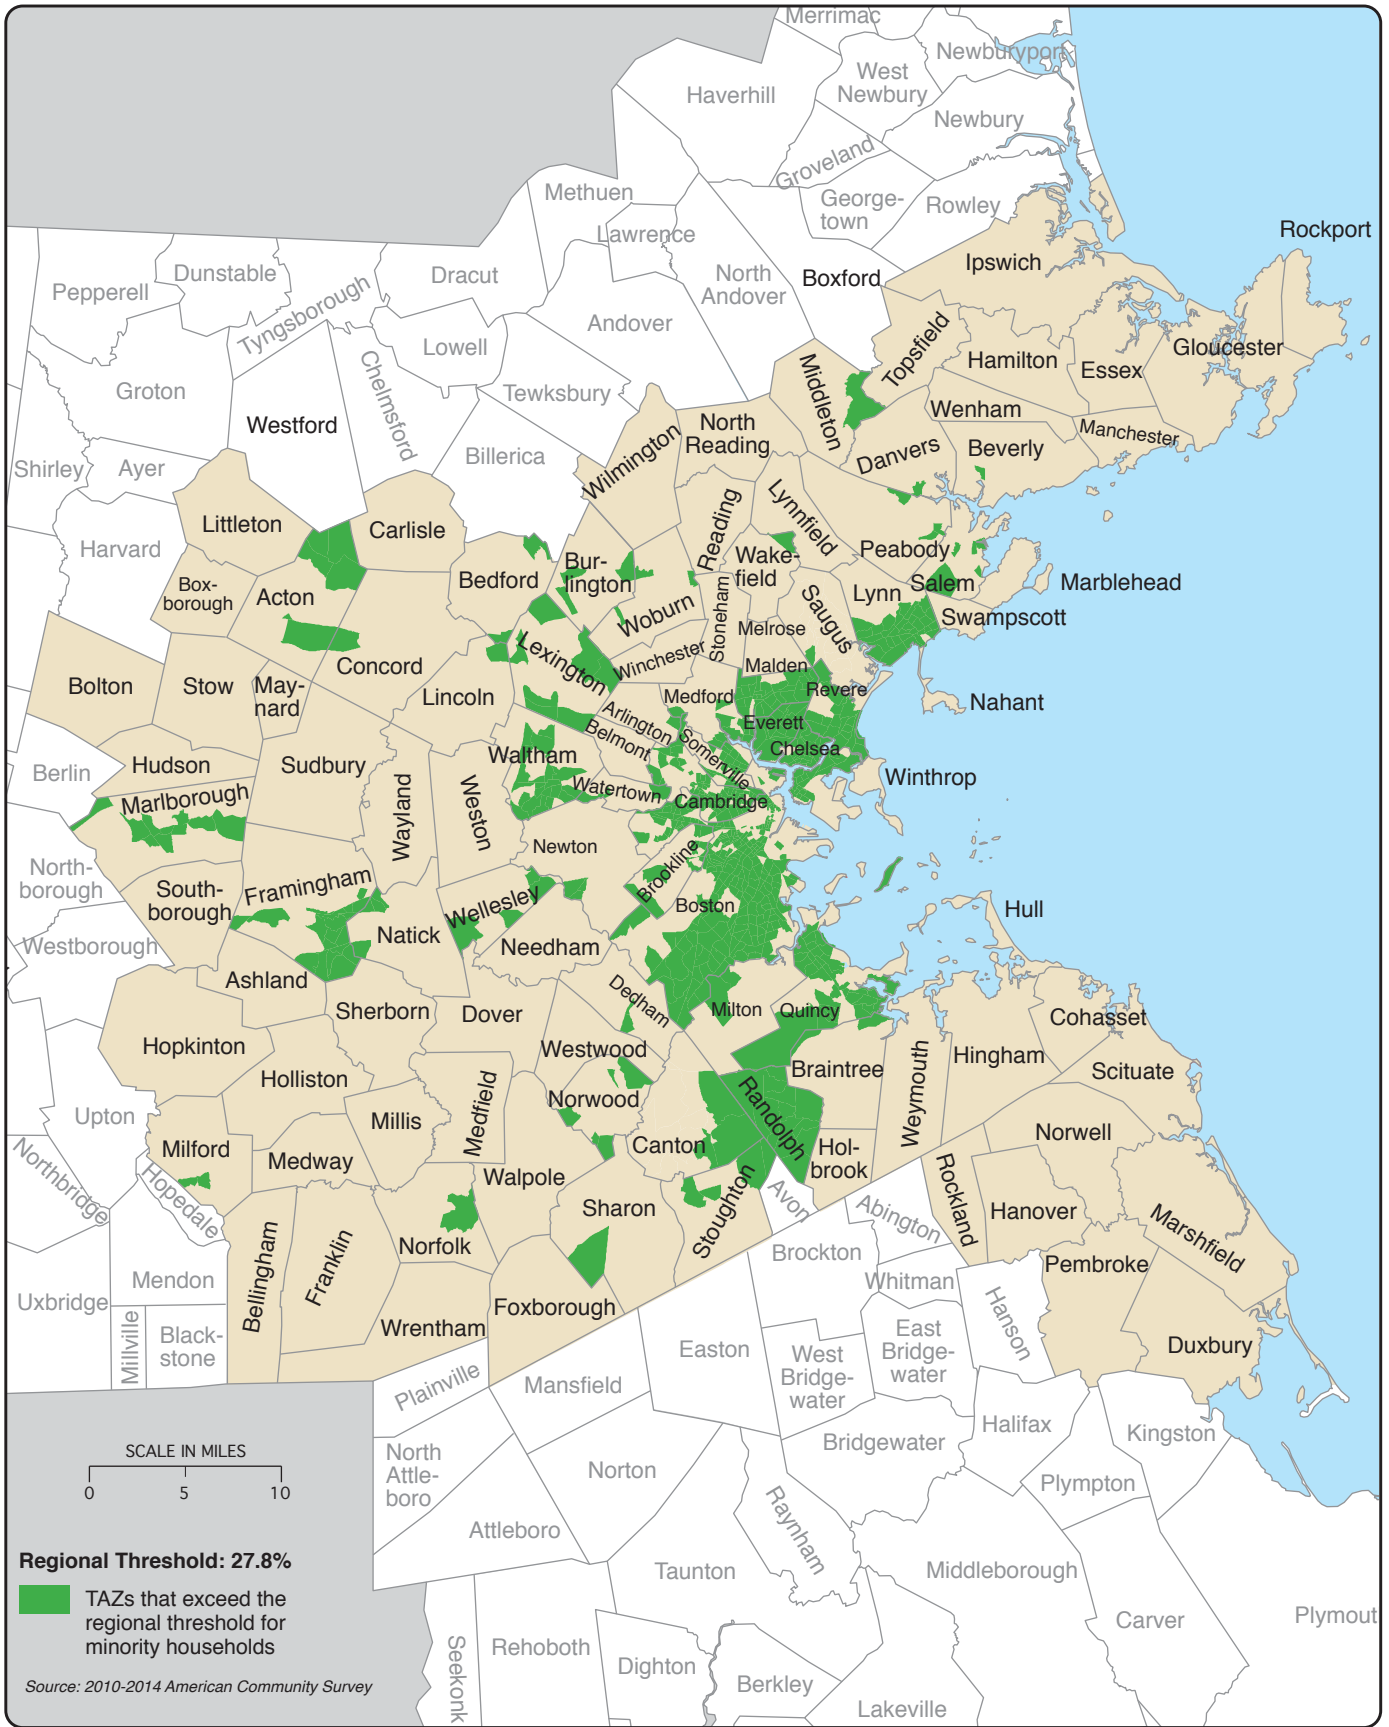 Merrimac
Newburyport
West
Newbury
Haverhill
Newbury
Groveland
Methuen
George-
town
Rowley
Lawrence
Rockport
Ipswich
Dunstable
Dracut
North
Andover
Boxford
Pepperell
Tyngsborough
Andover
Lowell
Topsfield
Gloucester
Hamilton
Essex
Chelmsford
Groton
Tewksbury
Middleton
Wenham
Westford
North
Reading
Manchester
Beverly
Danvers
Billerica
Wilmington
Shirley
Ayer
Littleton
Carlisle
Reading
Lynnfield
Harvard
Peabody
Wake-
field
Bur-
lington
Bedford
Salem
Marblehead
Box-
borough
Acton
Lynn
Swampscott
Saugus
Stoneham
Woburn
Melrose
Lexington
Winchester
Malden
Concord
Bolton
Stow
May-
nard
Lincoln
Medford
Revere
Nahant
Arlington
Everett
Belmont
Somerville
Chelsea
Waltham
Berlin
Hudson
Sudbury
Winthrop
Marlborough
Watertown
Cambridge
Wayland
Weston
Newton
North-
borough
Framingham
Brookline
South-
borough
Wellesley
Boston
Hull
Westborough
Natick
Needham
Ashland
Dedham
Sherborn
Dover
Milton
Quincy
Cohasset
Hopkinton
Westwood
Hingham
Braintree
Scituate
Weymouth
Holliston
Medfield
Norwood
Randolph
Upton
Millis
Norwell
Milford
Medway
Canton
Hol-
brook
Northbridge
Hopedale
Walpole
Avon
Rockland
Abington
Sharon
Stoughton
Hanover
Marshfield
Bellingham
Franklin
Norfolk
Brockton
Pembroke
Mendon
Whitman
Uxbridge
Foxborough
Hanson
Millville
Black-
stone
Wrentham
East
Bridge-
water
Duxbury
Easton
West
Bridge-
water
Plainville
Mansfield
Halifax
Kingston
Bridgewater
North
Attle-
boro
Norton
Plympton
Raynham
Attleboro
Taunton
Middleborough
Carver
Plymout
Seekonk
Rehoboth
Dighton
Berkley
Lakeville
SCALE IN MILES
0 5 10
Regional Threshold: 27.8%
TAZs that exceed the
regional threshold for
minority households
Source: 2010-2014 American Community Survey